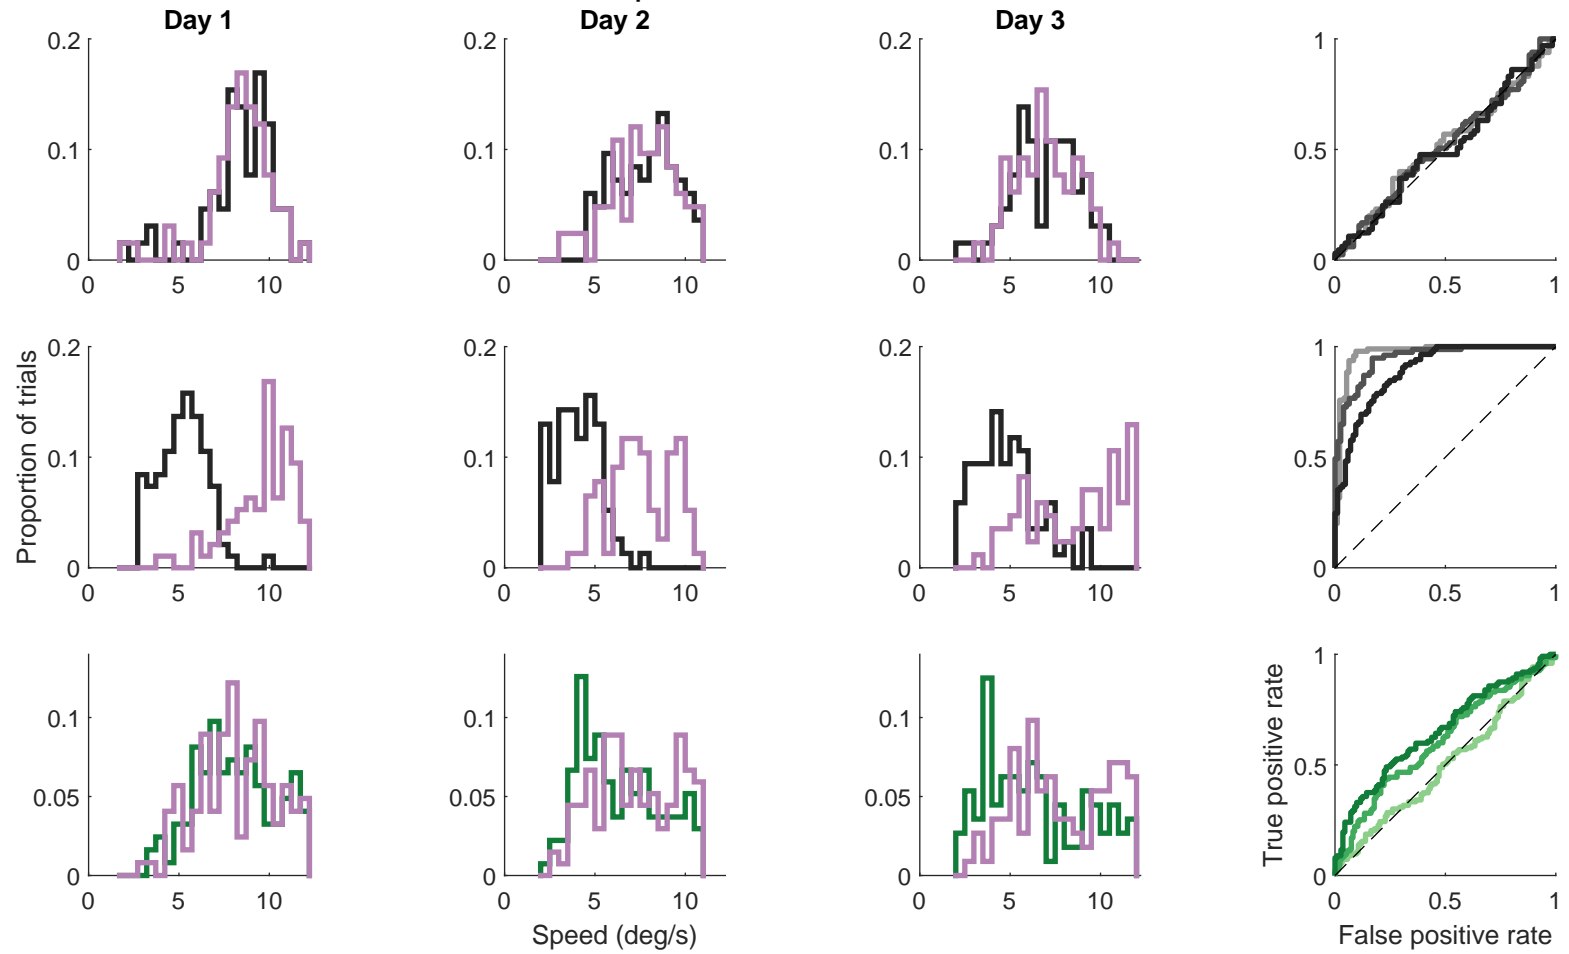 Day 1 Day 2 Day 3
0.2 0.2 0.2 1
0.1 0.1 0.1 0.5
0 0 0 0
0 5 10 0 5 10 0 5 10 0 0.5 1
0.2 0.2 0.2 1
0.1 0.1 0.1 0.5
0 0 0 0
0 5 10 0 5 10 0 5 10 0 0.5 1
Proportion of trials
1
0.1 0.1 0.1
0.05 0.05 0.05 0.5
0 0 0 0
0 5 10 0 5 10 0 5 10 0 0.5 1
True positive rate
Speed (deg/s) False positive rate